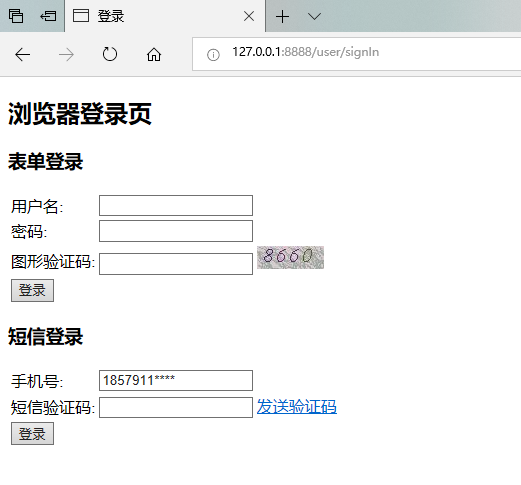 登录
127.0.0.1:8888/user/signIn
浏览器登录页
表单登录
用户名:
密码:
图形验证码: 8660
登录
短信登录
手机号: 1857911****
短信验证码: 发送验证码
登录